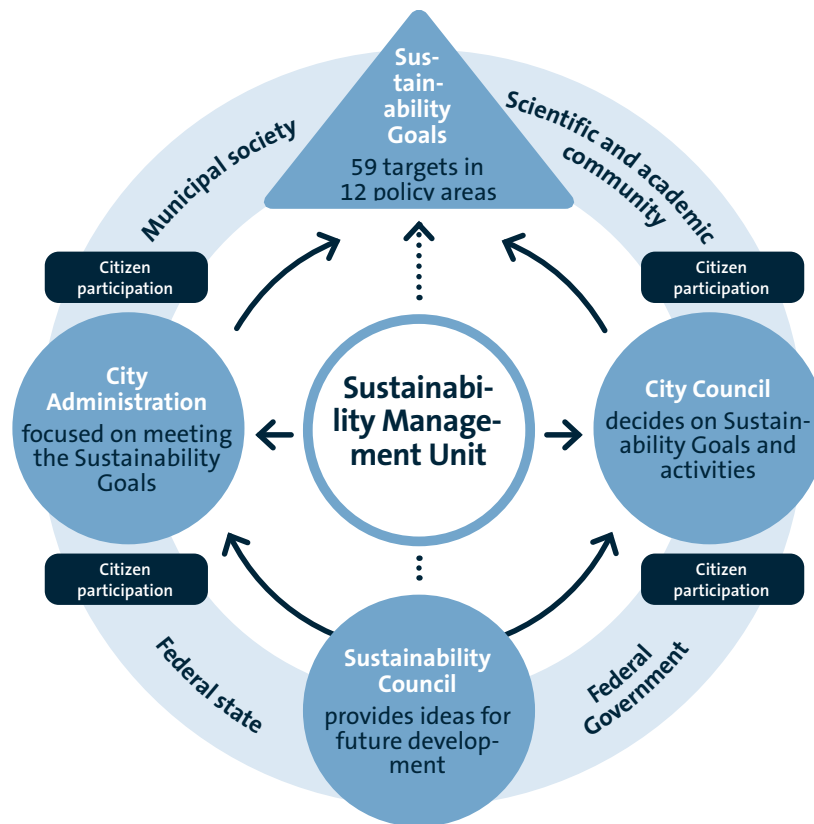 Sus-
tain-
ability
Goals
59 targets in
12 policy areas
Municipal society
Scientific and academic
community
Citizen
participation
Citizen
participation
City
Administration
focused on meeting
the Sustainability
Goals
Sustainabi-
lity Manage-
ment Unit
City Council
decides on Sustain-
ability Goals and
activities
Citizen
participation
Citizen
participation
Federal state
Sustainability
Council
provides ideas for
future develop-
ment
Federal
Government